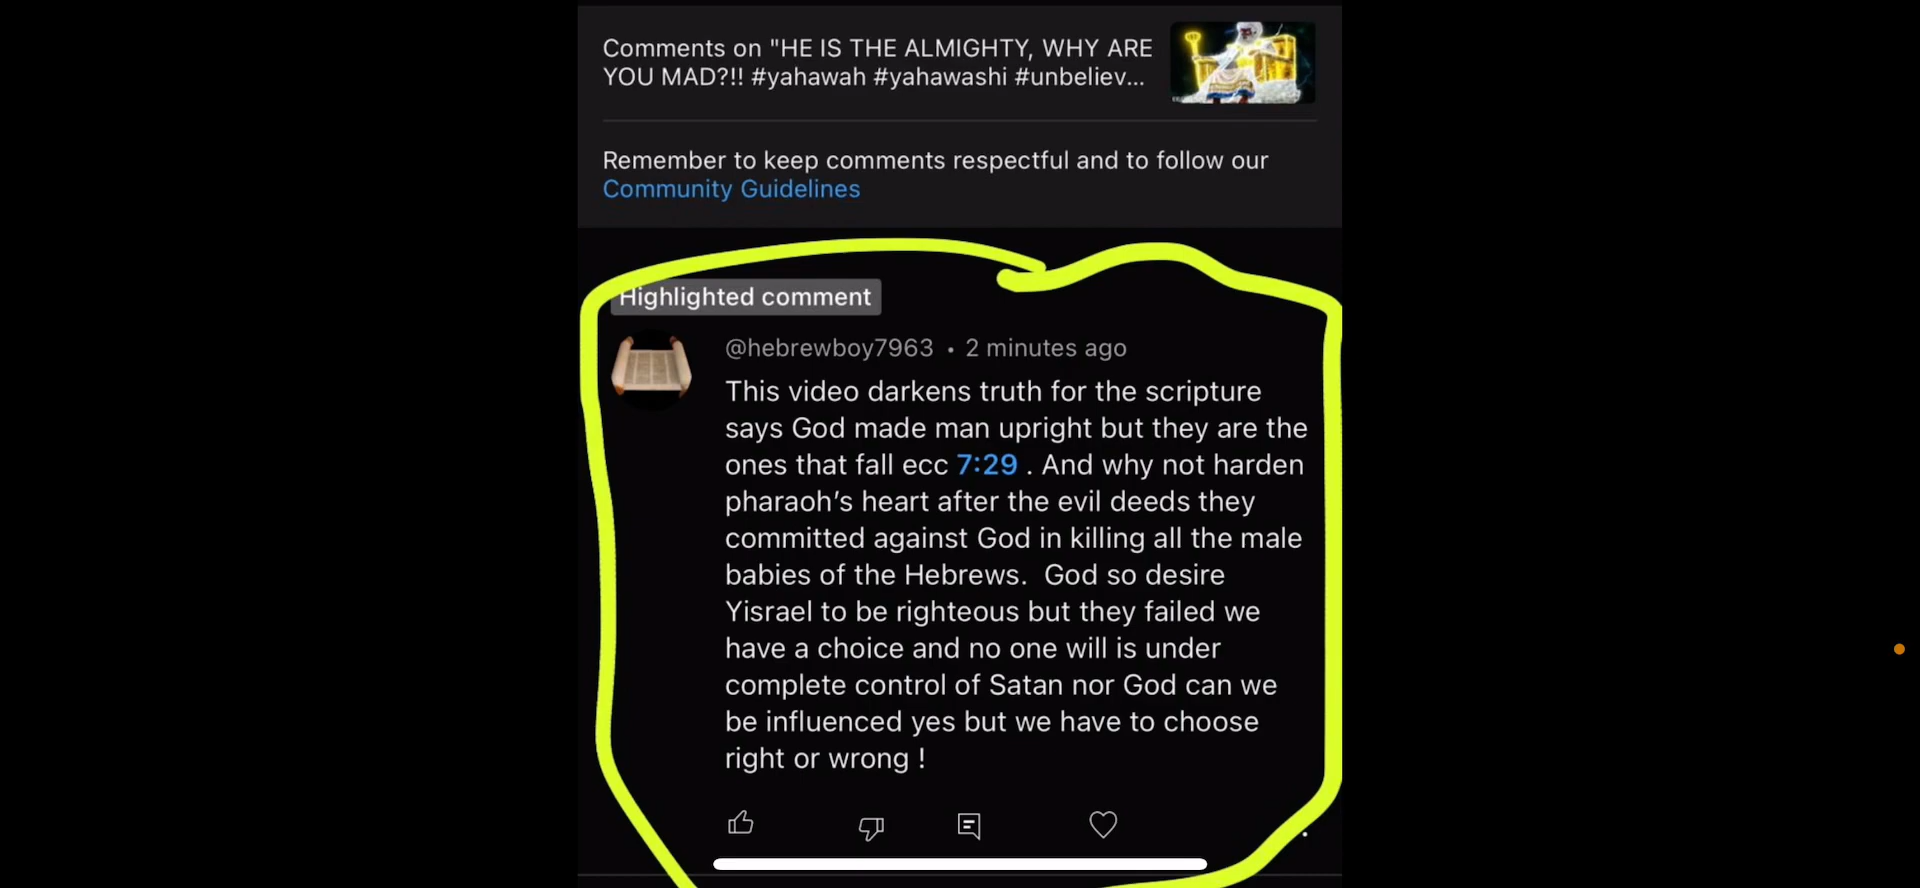 Comments on "HE IS THE ALMIGHTY, WHY ARE
YOU MAD?!! #yahawah #yahawashi #unbeliev...
Remember to keep comments respectful and to follow our
Community Guidelines
Highlighted comment
@hebrewboy7963 • 2 minutes ago
This video darkens truth for the scripture
says God made man upright but they are the
ones that fall ecc 7:29 . And why not harden
pharaoh’s heart after the evil deeds they
committed against God in killing all the male
babies of the Hebrews.  God so desire
Yisrael to be righteous but they failed we
have a choice and no one will is under
complete control of Satan nor God can we
be influenced yes but we have to choose
right or wrong !